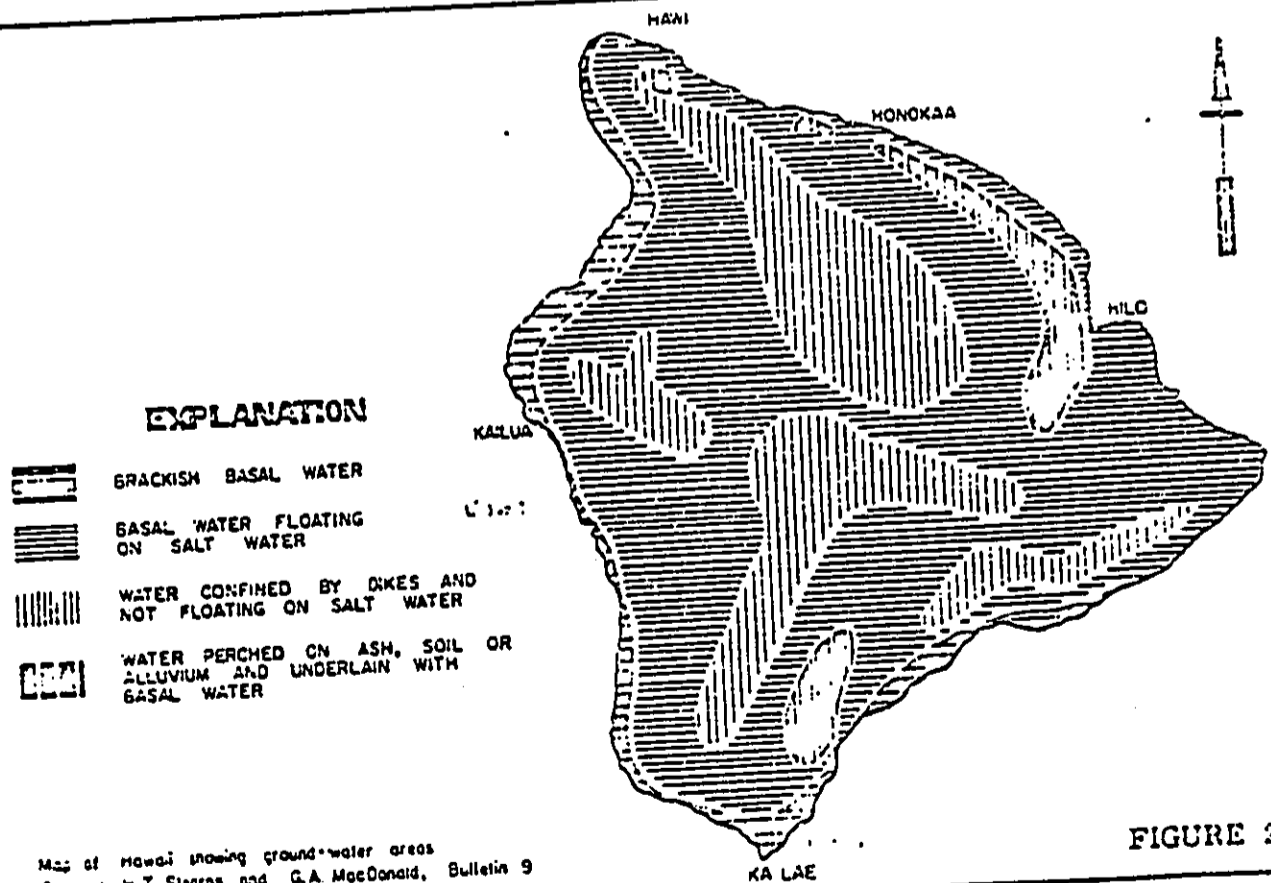 HAWI
HONOKAA
HILO
KAILUA
KA LAE
EXPLANATION
BRACKISH BASAL WATER
BASAL WATER FLOATING
ON SALT WATER
WATER CONFINED BY DIKES AND
NOT FLOATING ON SALT WATER
WATER PERCHED ON ASH, SOIL OR
ALLUVIUM AND UNDERLAIN WITH
BASAL WATER
Map of Hawaii showing ground-water areas
H.T. Stearns and G.A. MacDonald, Bulletin 9
FIGURE